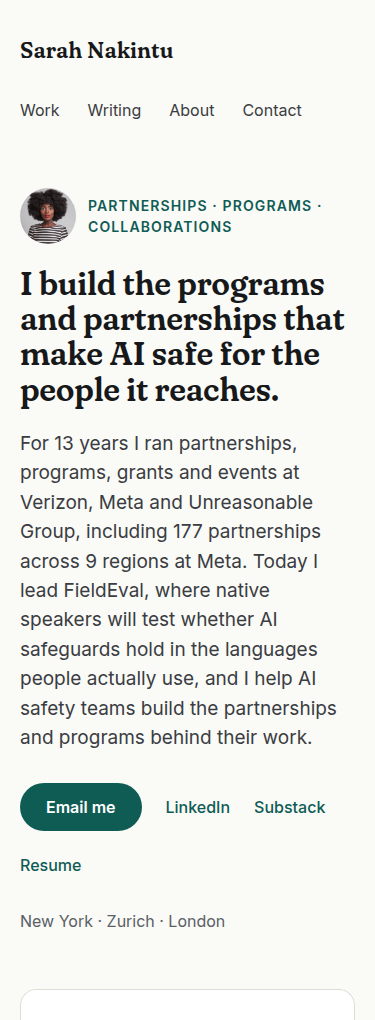 Sarah Nakintu
Work Writing About Contact
PARTNERSHIPS · PROGRAMS ·
COLLABORATIONS
I build the programs
and partnerships that
make AI safe for the
people it reaches.
For 13 years I ran partnerships,
programs, grants and events at
Verizon, Meta and Unreasonable
Group, including 177 partnerships
across 9 regions at Meta. Today I
lead FieldEval, where native
speakers will test whether AI
safeguards hold in the languages
people actually use, and I help AI
safety teams build the partnerships
and programs behind their work.
Email me LinkedIn Substack
Resume
New York · Zurich · London